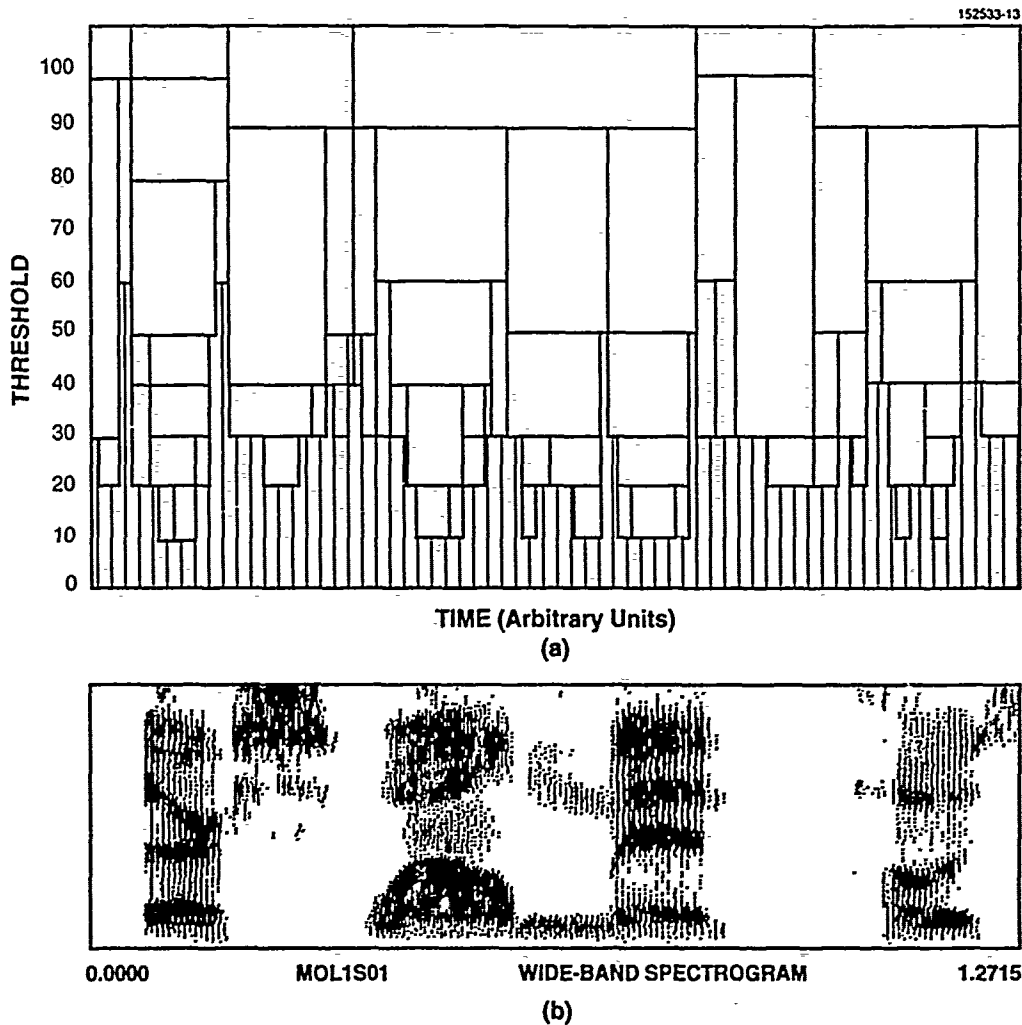 152533-13
100
90
80
70
60
50
40
30
20
10
0
THRESHOLD
TIME (Arbitrary Units)
(a)
0.0000 MOL1S01 WIDE-BAND SPECTROGRAM 1.2715
(b)